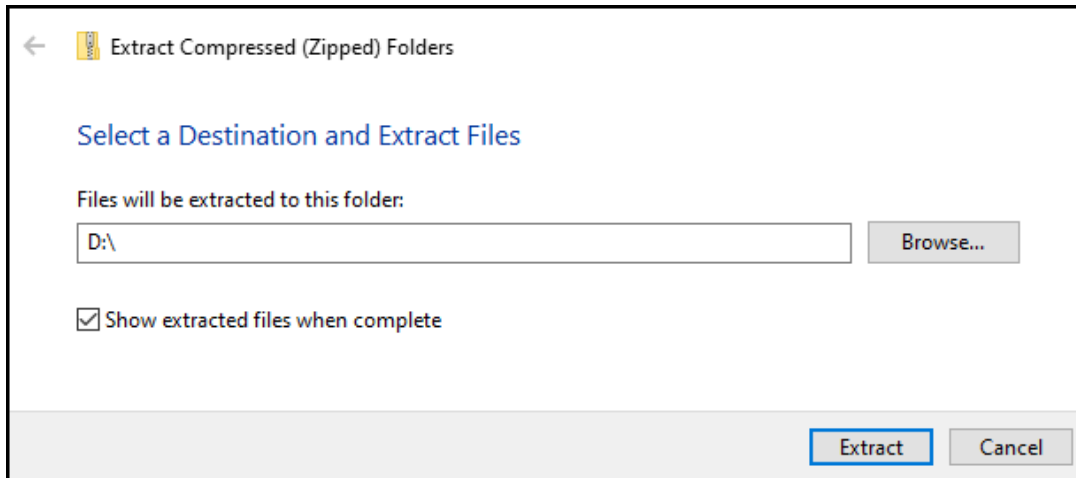 Extract Compressed (Zipped) Folders
Select a Destination and Extract Files
Files will be extracted to this folder:
D:\
Browse...
Show extracted files when complete
Extract
Cancel